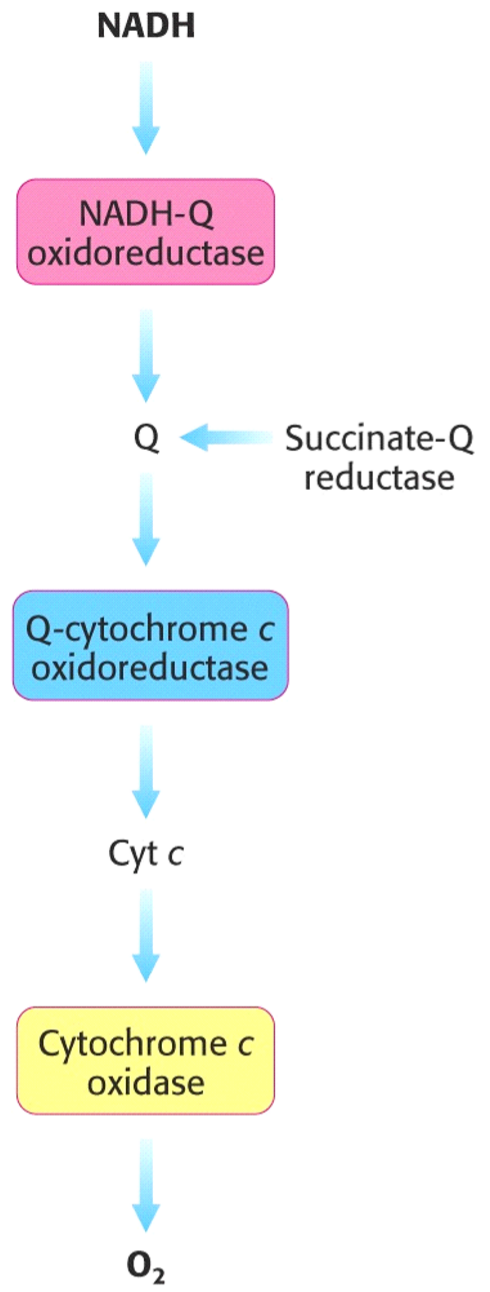 NADH
NADH-Q
oxidoreductase
Q
Succinate-Q
reductase
Q-cytochrome c
oxidoreductase
Cyt c
Cytochrome c
oxidase
O₂